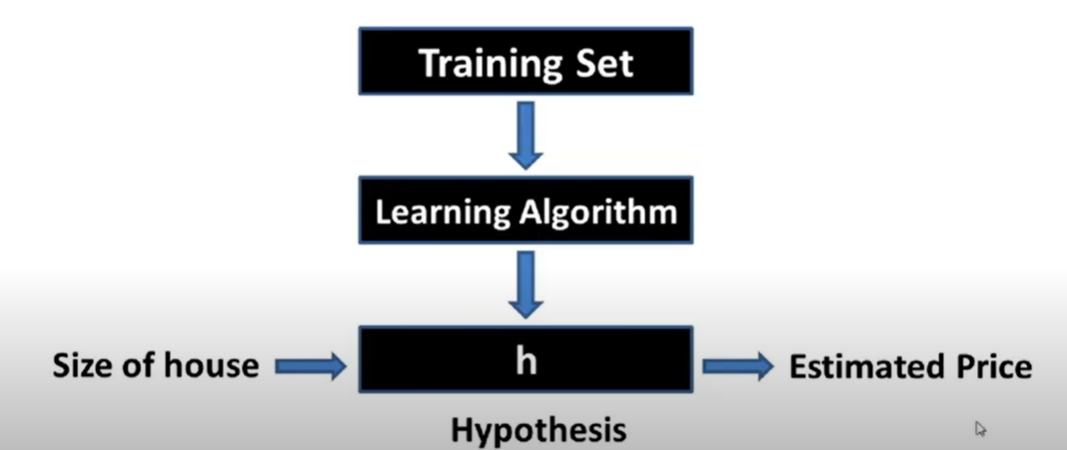 Training Set
Learning Algorithm
Size of house
h
Estimated Price
Hypothesis